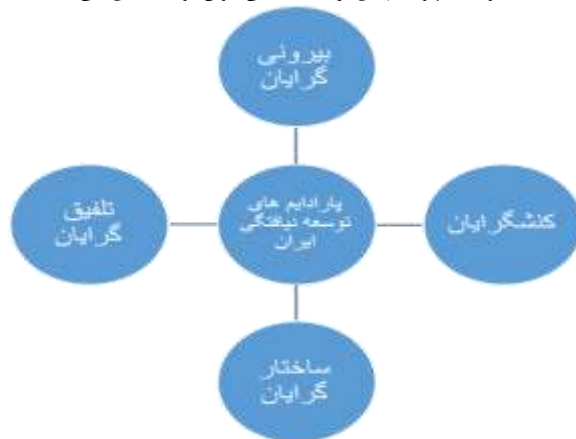 بیرونی
گرایان
تلفیق
گرایان
پارادایم های
توسعه نیافتگی
ایران
کنشگرایان
ساختار
گرایان